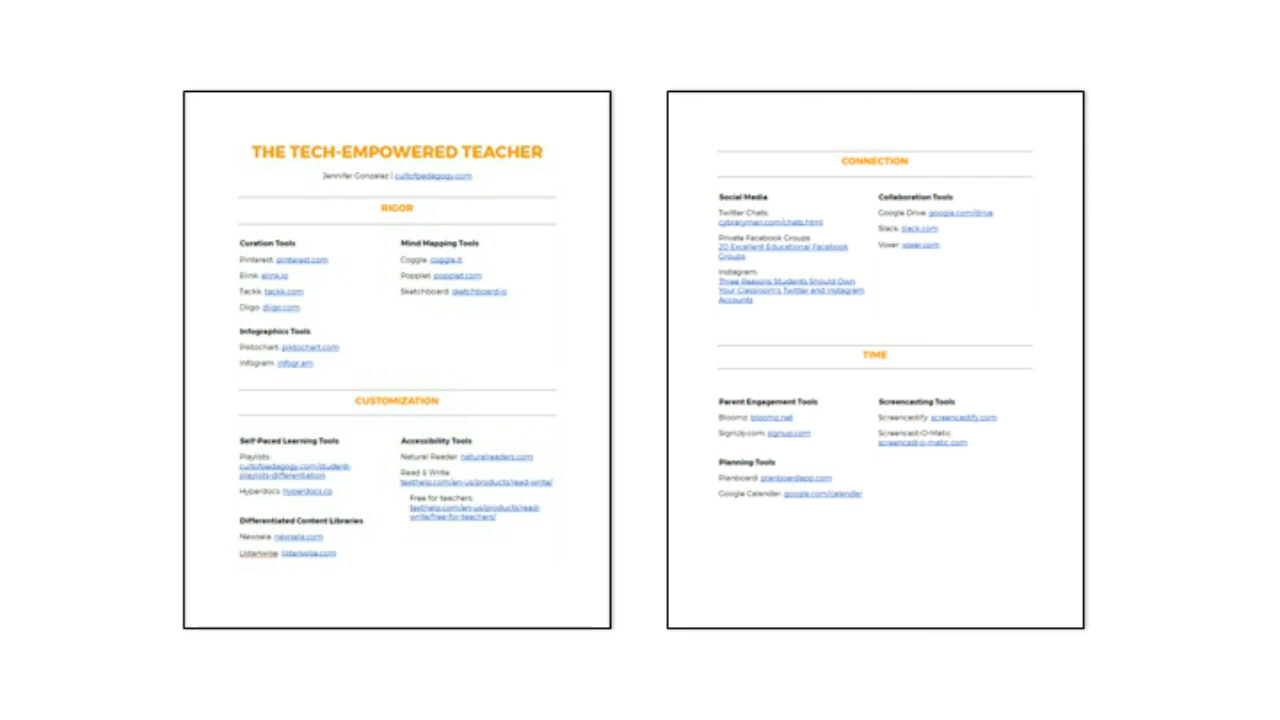 THE TECH-EMPOWERED TEACHER
Jennifer Gonzalez | cultofpedagogy.com
RIGOR
Curation Tools
Pinterest: pinterest.com
Elink: elink.io
Tackk: tackk.com
Diigo: diigo.com
Infographics Tools
Piktochart: piktochart.com
Infogram: infogr.am
Mind Mapping Tools
Coggle: coggle.it
Popplet: popplet.com
Sketchboard: sketchboard.io
CUSTOMIZATION
Self-Paced Learning Tools
Playlists:
cultofpedagogy.com/student-
playlists-differentiation
Hyperdocs: hyperdocs.co
Differentiated Content Libraries
Newsela: newsela.com
Listenwise: listenwise.com
Accessibility Tools
Natural Reader: naturalreaders.com
Read & Write:
texthelp.com/en-us/products/read-write/
Free for teachers:
texthelp.com/en-us/products/read-
write/free-for-teachers/
CONNECTION
Social Media
Twitter Chats:
cybraryman.com/chats.html
Private Facebook Groups:
20 Excellent Educational Facebook
Groups
Instagram:
Three Reasons Students Should Own
Your Classroom's Twitter and Instagram
Accounts
Collaboration Tools
Google Drive: google.com/drive
Slack: slack.com
Voxer: voxer.com
TIME
Parent Engagement Tools
Bloomz: bloomz.net
SignUp.com: signup.com
Planning Tools
Planboard: planboardapp.com
Google Calendar: google.com/calendar
Screencasting Tools
Screencastify: screencastify.com
Screencast-O-Matic:
screencast-o-matic.com